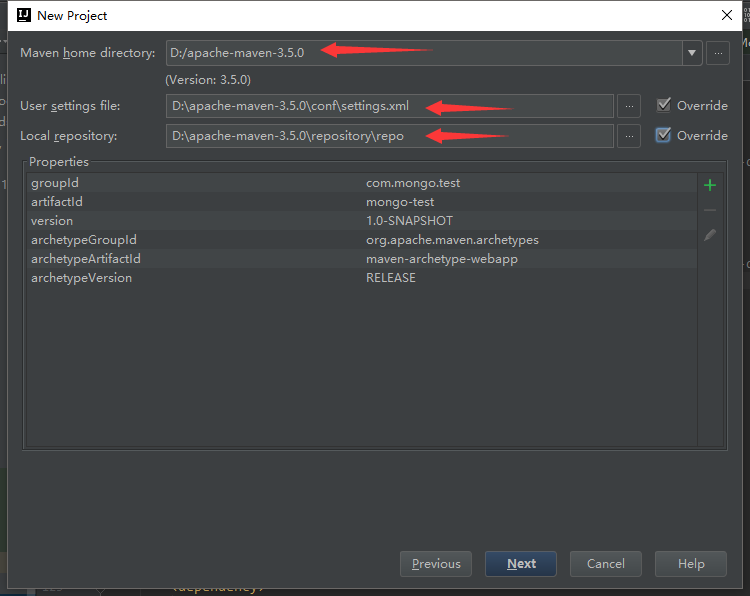 IJ New Project
Maven home directory: D:/apache-maven-3.5.0 ...
(Version: 3.5.0)
User settings file: D:\apache-maven-3.5.0\conf\settings.xml ... Override
Local repository: D:\apache-maven-3.5.0\repository\repo ... Override
Properties
groupId com.mongo.test
artifactId mongo-test
version 1.0-SNAPSHOT
archetypeGroupId org.apache.maven.archetypes
archetypeArtifactId maven-archetype-webapp
archetypeVersion RELEASE
Previous Next Cancel Help
<dependency>